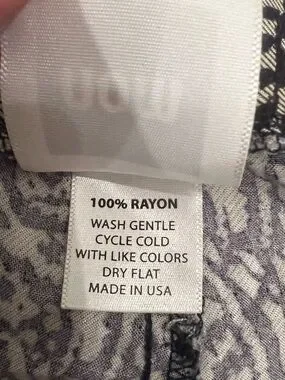 100% RAYON
WASH GENTLE
CYCLE COLD
WITH LIKE COLORS
DRY FLAT
MADE IN USA